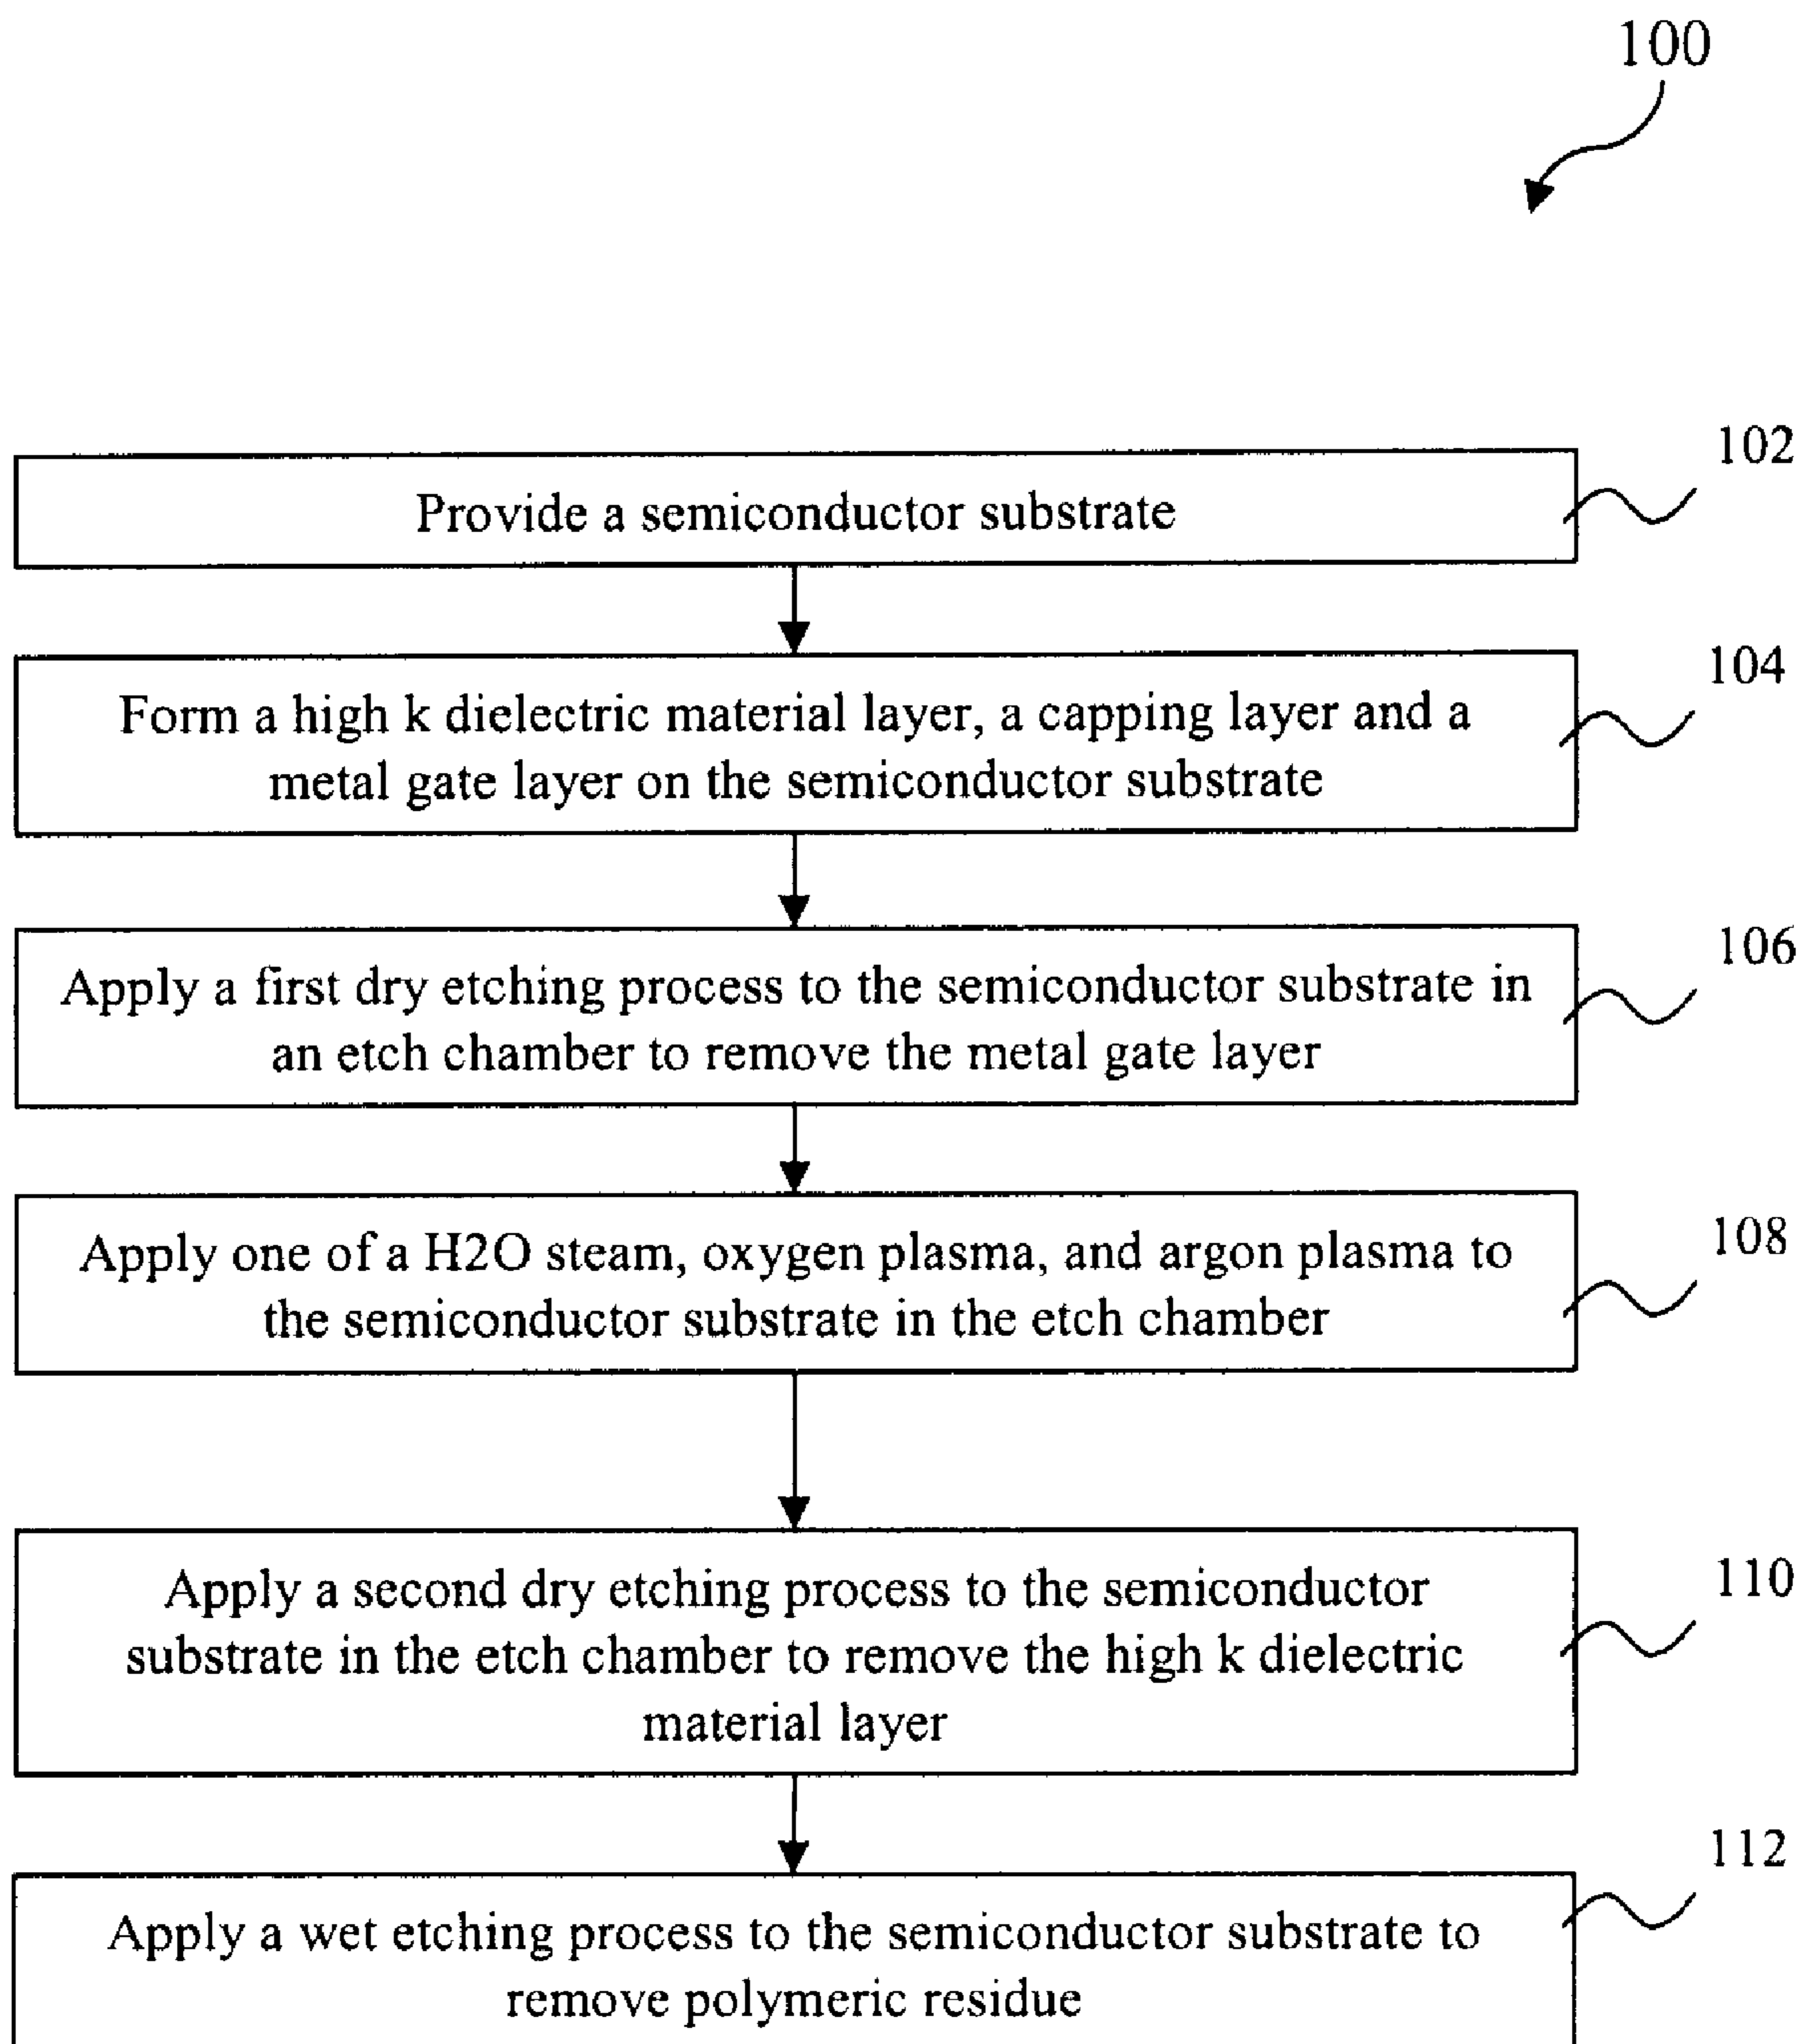 100
102
Provide a semiconductor substrate
104
Form a high k dielectric material layer, a capping layer and a
metal gate layer on the semiconductor substrate
106
Apply a first dry etching process to the semiconductor substrate in
an etch chamber to remove the metal gate layer
108
Apply one of a H2O steam, oxygen plasma, and argon plasma to
the semiconductor substrate in the etch chamber
110
Apply a second dry etching process to the semiconductor
substrate in the etch chamber to remove the high k dielectric
material layer
112
Apply a wet etching process to the semiconductor substrate to
remove polymeric residue